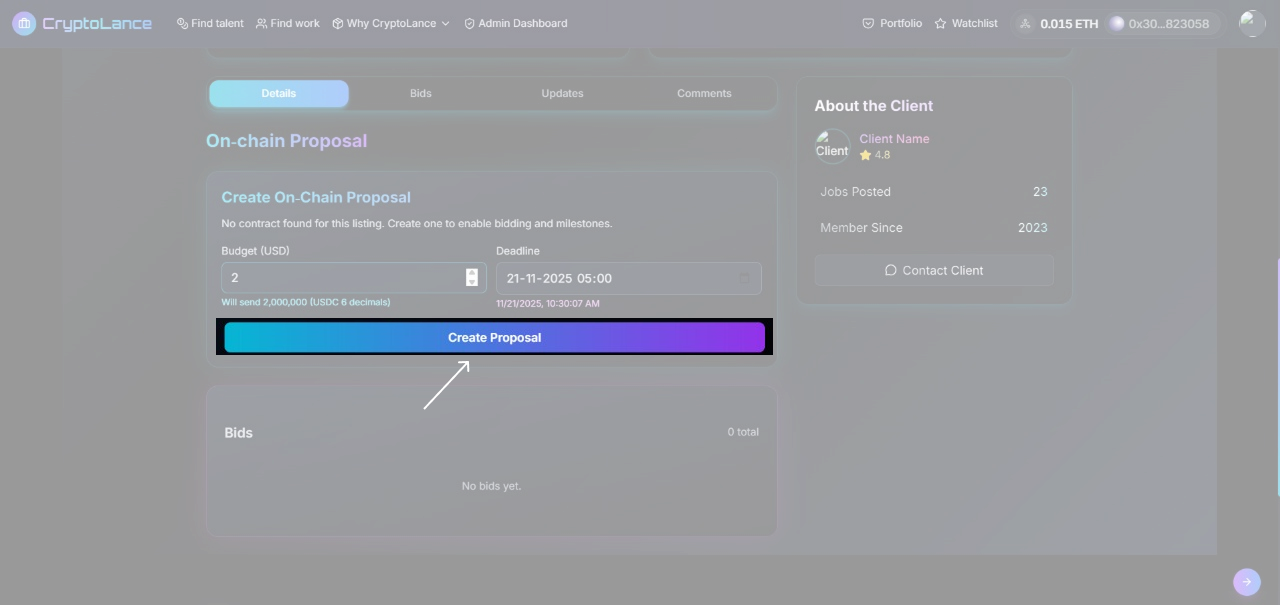 CryptoLance Find talent Find work Why CryptoLance Admin Dashboard Portfolio Watchlist 0.015 ETH 0x30...823058
Details Bids Updates Comments
On-chain Proposal
Create On-Chain Proposal
No contract found for this listing. Create one to enable bidding and milestones.
Budget (USD) Deadline
2 21-11-2025 05:00
Will send 2,000,000 (USDC 6 decimals) 11/21/2025, 10:30:07 AM
Create Proposal
Bids 0 total
No bids yet.
About the Client
Client Client Name
4.8
Jobs Posted 23
Member Since 2023
Contact Client